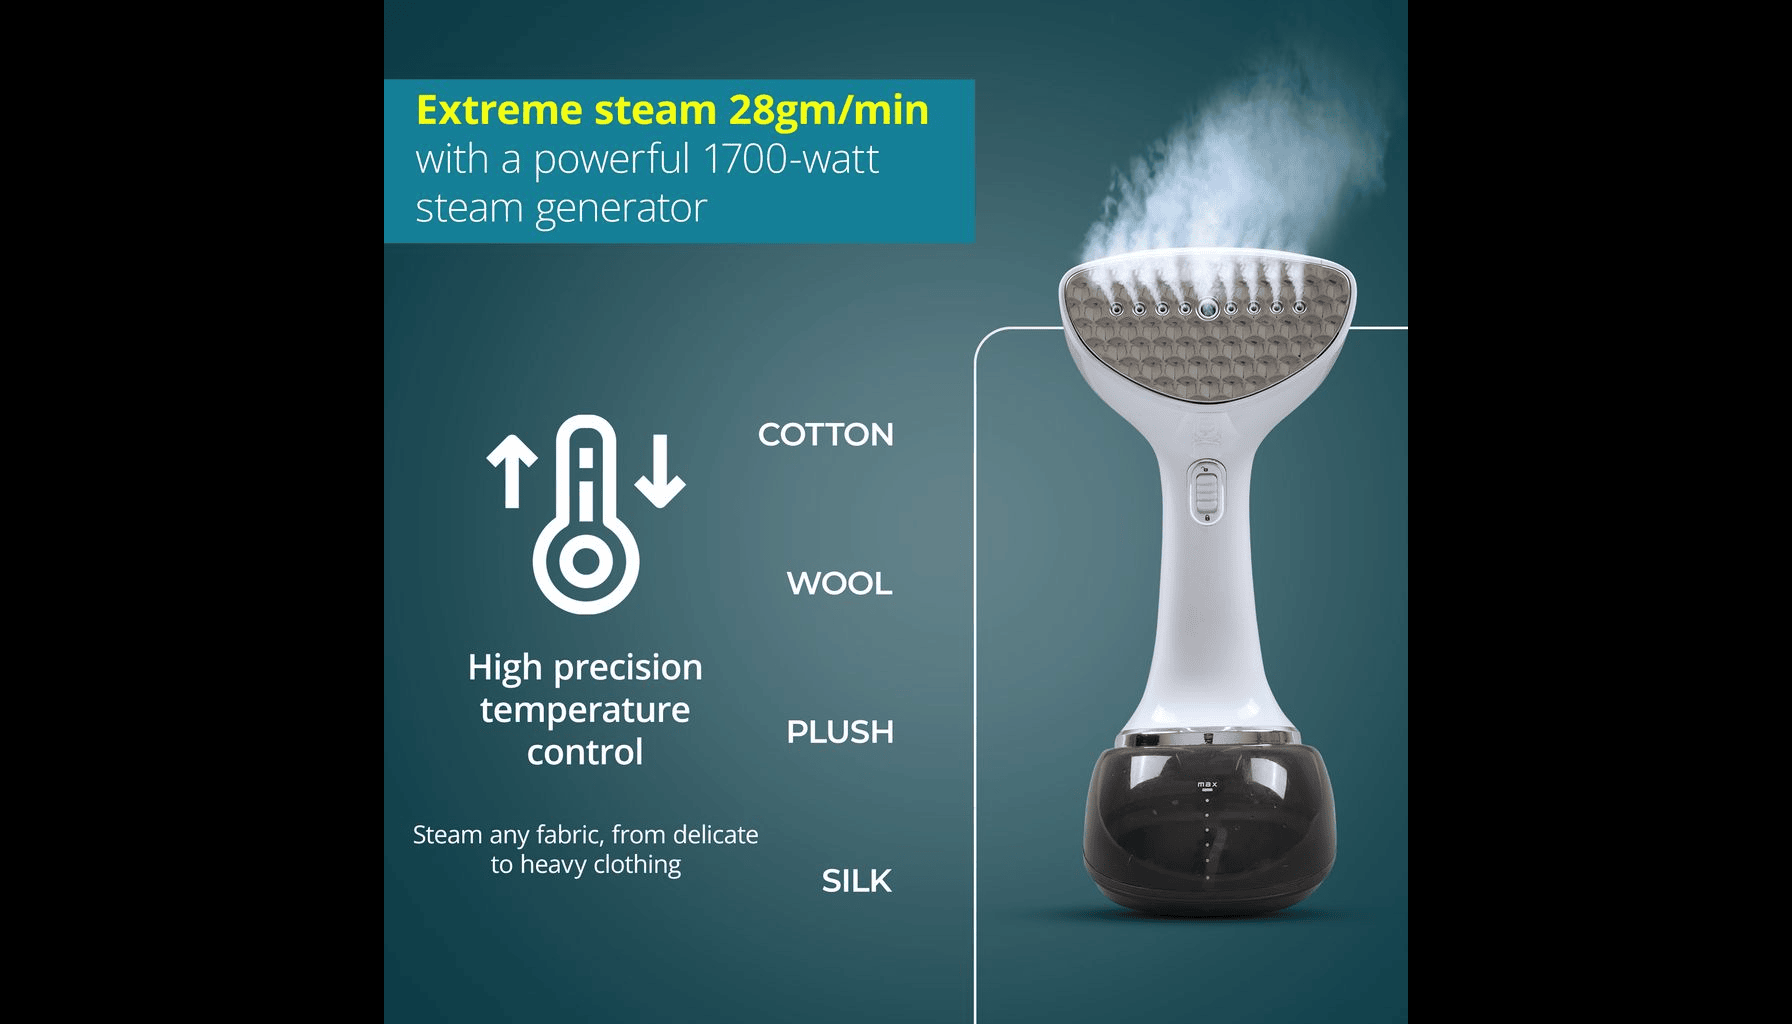 Extreme steam 28gm/min
with a powerful 1700-watt
steam generator
COTTON
WOOL
PLUSH
SILK
High precision
temperature
control
Steam any fabric, from delicate
to heavy clothing
max